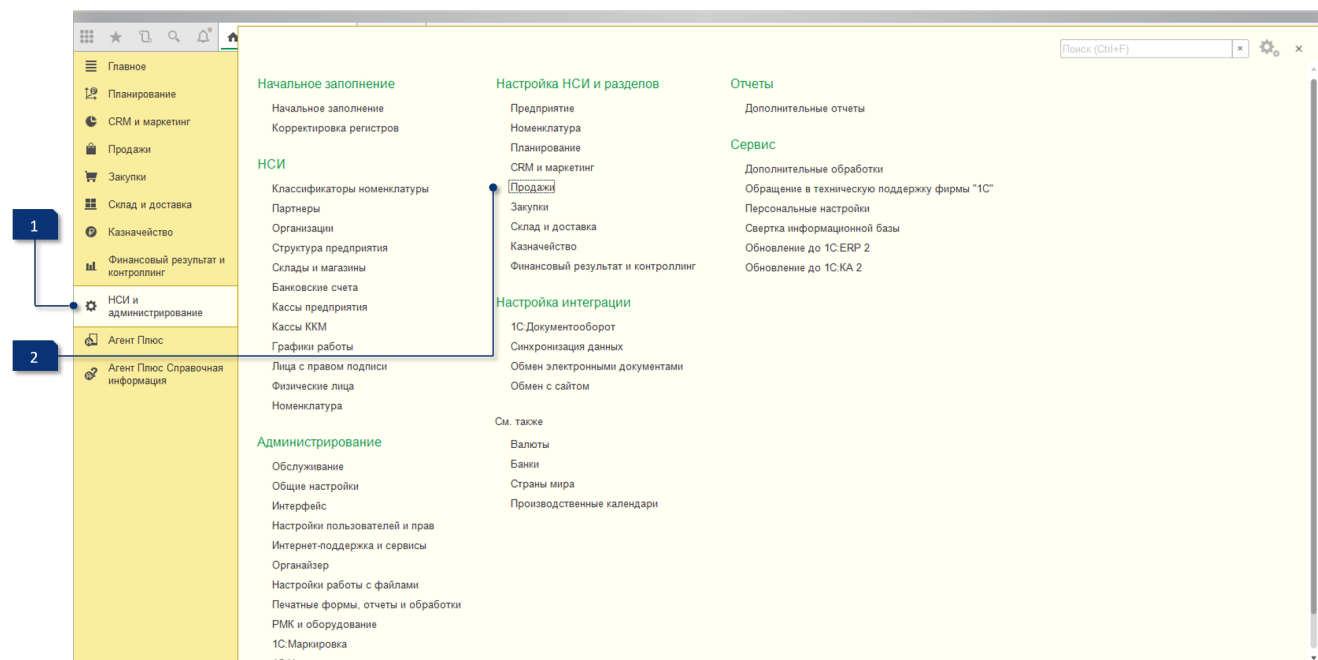 Поиск (Ctrl+F)
Главное
Планирование
CRM и маркетинг
Продажи
Закупки
Склад и доставка
Казначейство
Финансовый результат и
контроллинг
НСИ и
администрирование
Агент Плюс
Агент Плюс Справочная
информация
1
2
Начальное заполнение
Начальное заполнение
Корректировка регистров
НСИ
Классификаторы номенклатуры
Партнеры
Организации
Структура предприятия
Склады и магазины
Банковские счета
Кассы предприятия
Кассы ККМ
Графики работы
Лица с правом подписи
Физические лица
Номенклатура
Администрирование
Обслуживание
Общие настройки
Интерфейс
Настройки пользователей и прав
Интернет-поддержка и сервисы
Органайзер
Настройки работы с файлами
Печатные формы, отчеты и обработки
РМК и оборудование
1С:Маркировка
Настройка НСИ и разделов
Предприятие
Номенклатура
Планирование
CRM и маркетинг
Продажи
Закупки
Склад и доставка
Казначейство
Финансовый результат и контроллинг
Настройка интеграции
1С:Документооборот
Синхронизация данных
Обмен электронными документами
Обмен с сайтом
См. также
Валюты
Банки
Страны мира
Производственные календари
Отчеты
Дополнительные отчеты
Сервис
Дополнительные обработки
Обращение в техническую поддержку фирмы "1С"
Персональные настройки
Свертка информационной базы
Обновление до 1С:ERP 2
Обновление до 1С:КА 2